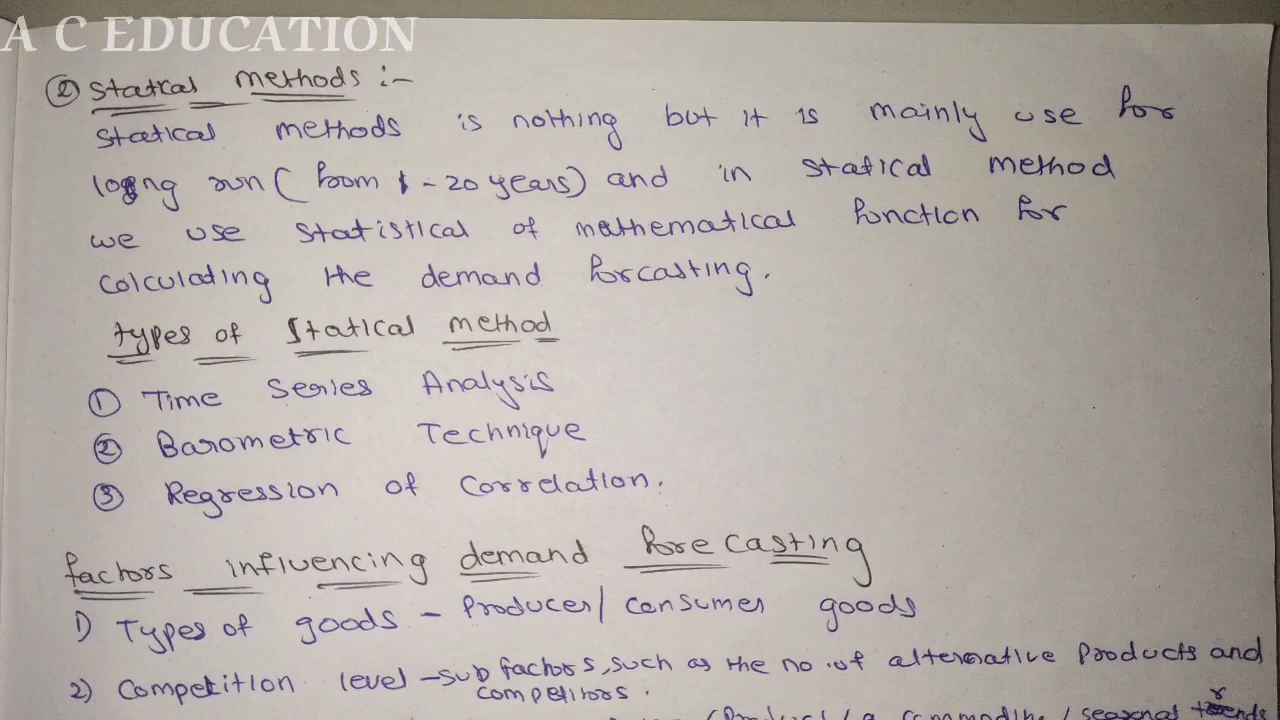 A C EDUCATION
② Statical methods :-
Statical methods is nothing but it is mainly use for
long run ( from 1 - 20 years) and in statical method
we use statistical of mathematical function for
calculating the demand forcasting.
types of Statical method
① Time Series Analysis
② Barometric Technique
③ Regression of Correlation.
factors influencing demand forecasting
1) Types of goods - Producer/ consumer goods
2) Competition level - sub factors, such as the no. of alternative products and
competitors.
/ seasonal trends